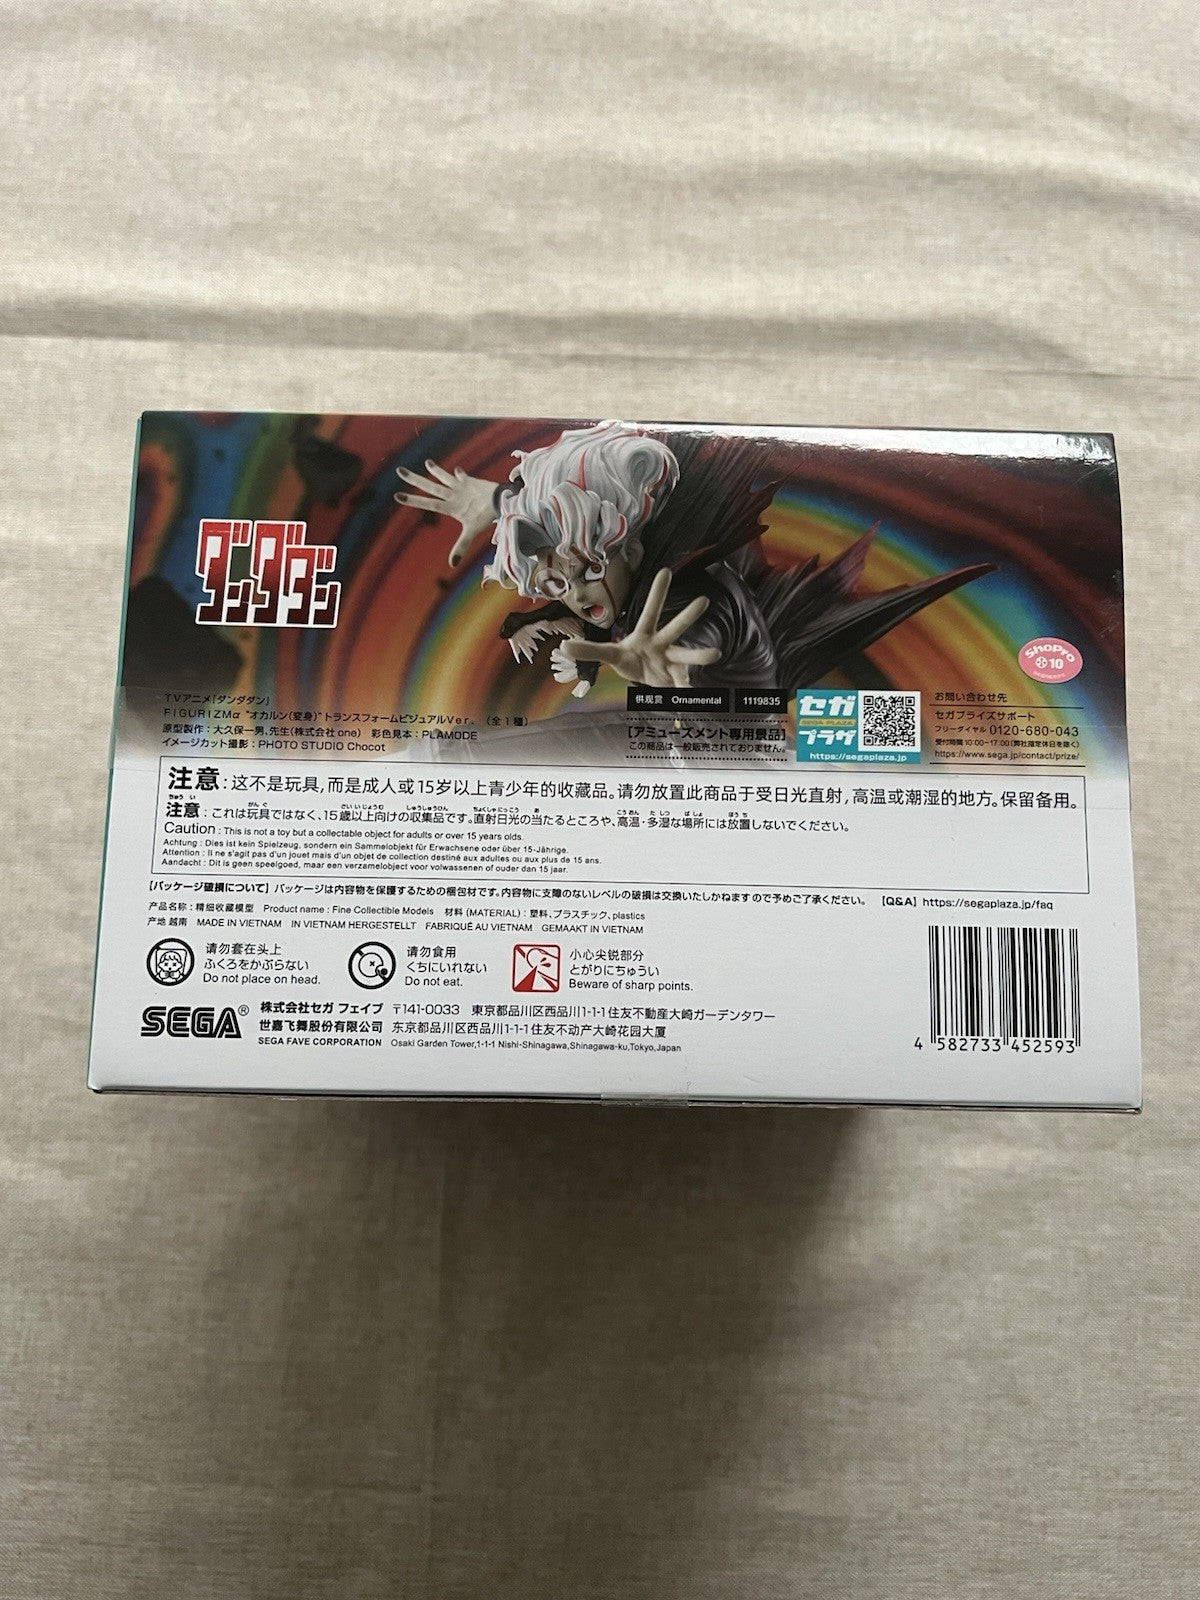 ダンダダン
ShoPro
10
TVアニメ「ダンダダン」
FIGURIZMα “オカルン(変身)”トランスフォームビジュアルVer. (全1種)
原型製作:大久保一男、先生(株式会社 one) 彩色見本:PLAMODE
イメージカット撮影:PHOTO STUDIO Chocot
供观赏 Ornamental
1119835
【アミューズメント専用景品】
この商品は一般販売されておりません。
セガ
SEGA PLAZA
プラザ
https://segaplaza.jp
お問い合わせ先
セガプライズサポート
フリーダイヤル 0120-680-043
受付時間 10:00~17:00(弊社指定休日を除く)
https://www.sega.jp/contact/prize/
注意:这不是玩具,而是成人或15岁以上青少年的收藏品。请勿放置此商品于受日光直射,高温或潮湿的地方。保留备用。
注意:これは玩具ではなく、15歳以上向けの収集品です。直射日光の当たるところや、高温・多湿な場所には放置しないでください。
Caution : This is not a toy but a collectable object for adults or over 15 years olds.
Achtung : Dies ist kein Spielzeug, sondern ein Sammelobjekt für Erwachsene oder über 15-Jährige.
Attention : Il ne s'agit pas d'un jouet mais d'un objet de collection destiné aux adultes ou aux plus de 15 ans.
Aandacht : Dit is geen speelgoed, maar een verzamelobject voor volwassenen of ouder dan 15 jaar.
【パッケージ破損について】パッケージは内容物を保護するための梱包材です。内容物に支障のないレベルの破損は交換いたしかねますので予めご了承ください。 【Q&A】https://segaplaza.jp/faq
产品名称:精细收藏模型 Product name : Fine Collectible Models 材料 (MATERIAL) : 塑料、プラスチック、plastics
产地 越南 MADE IN VIETNAM IN VIETNAM HERGESTELLT FABRIQUÉ AU VIETNAM GEMAAKT IN VIETNAM
请勿套在头上
ふくろをかぶらない
Do not place on head.
请勿食用
くちにいれない
Do not eat.
小心尖锐部分
とがりにちゅうい
Beware of sharp points.
SEGA®
株式会社セガ フェイブ 〒141-0033 東京都品川区西品川1-1-1住友不動産大崎ガーデンタワー
世嘉飞舞股份有限公司 东京都品川区西品川1-1-1住友不动产大崎花园大厦
SEGA FAVE CORPORATION Osaki Garden Tower,1-1-1 Nishi-Shinagawa,Shinagawa-ku,Tokyo,Japan
4 582733 452593